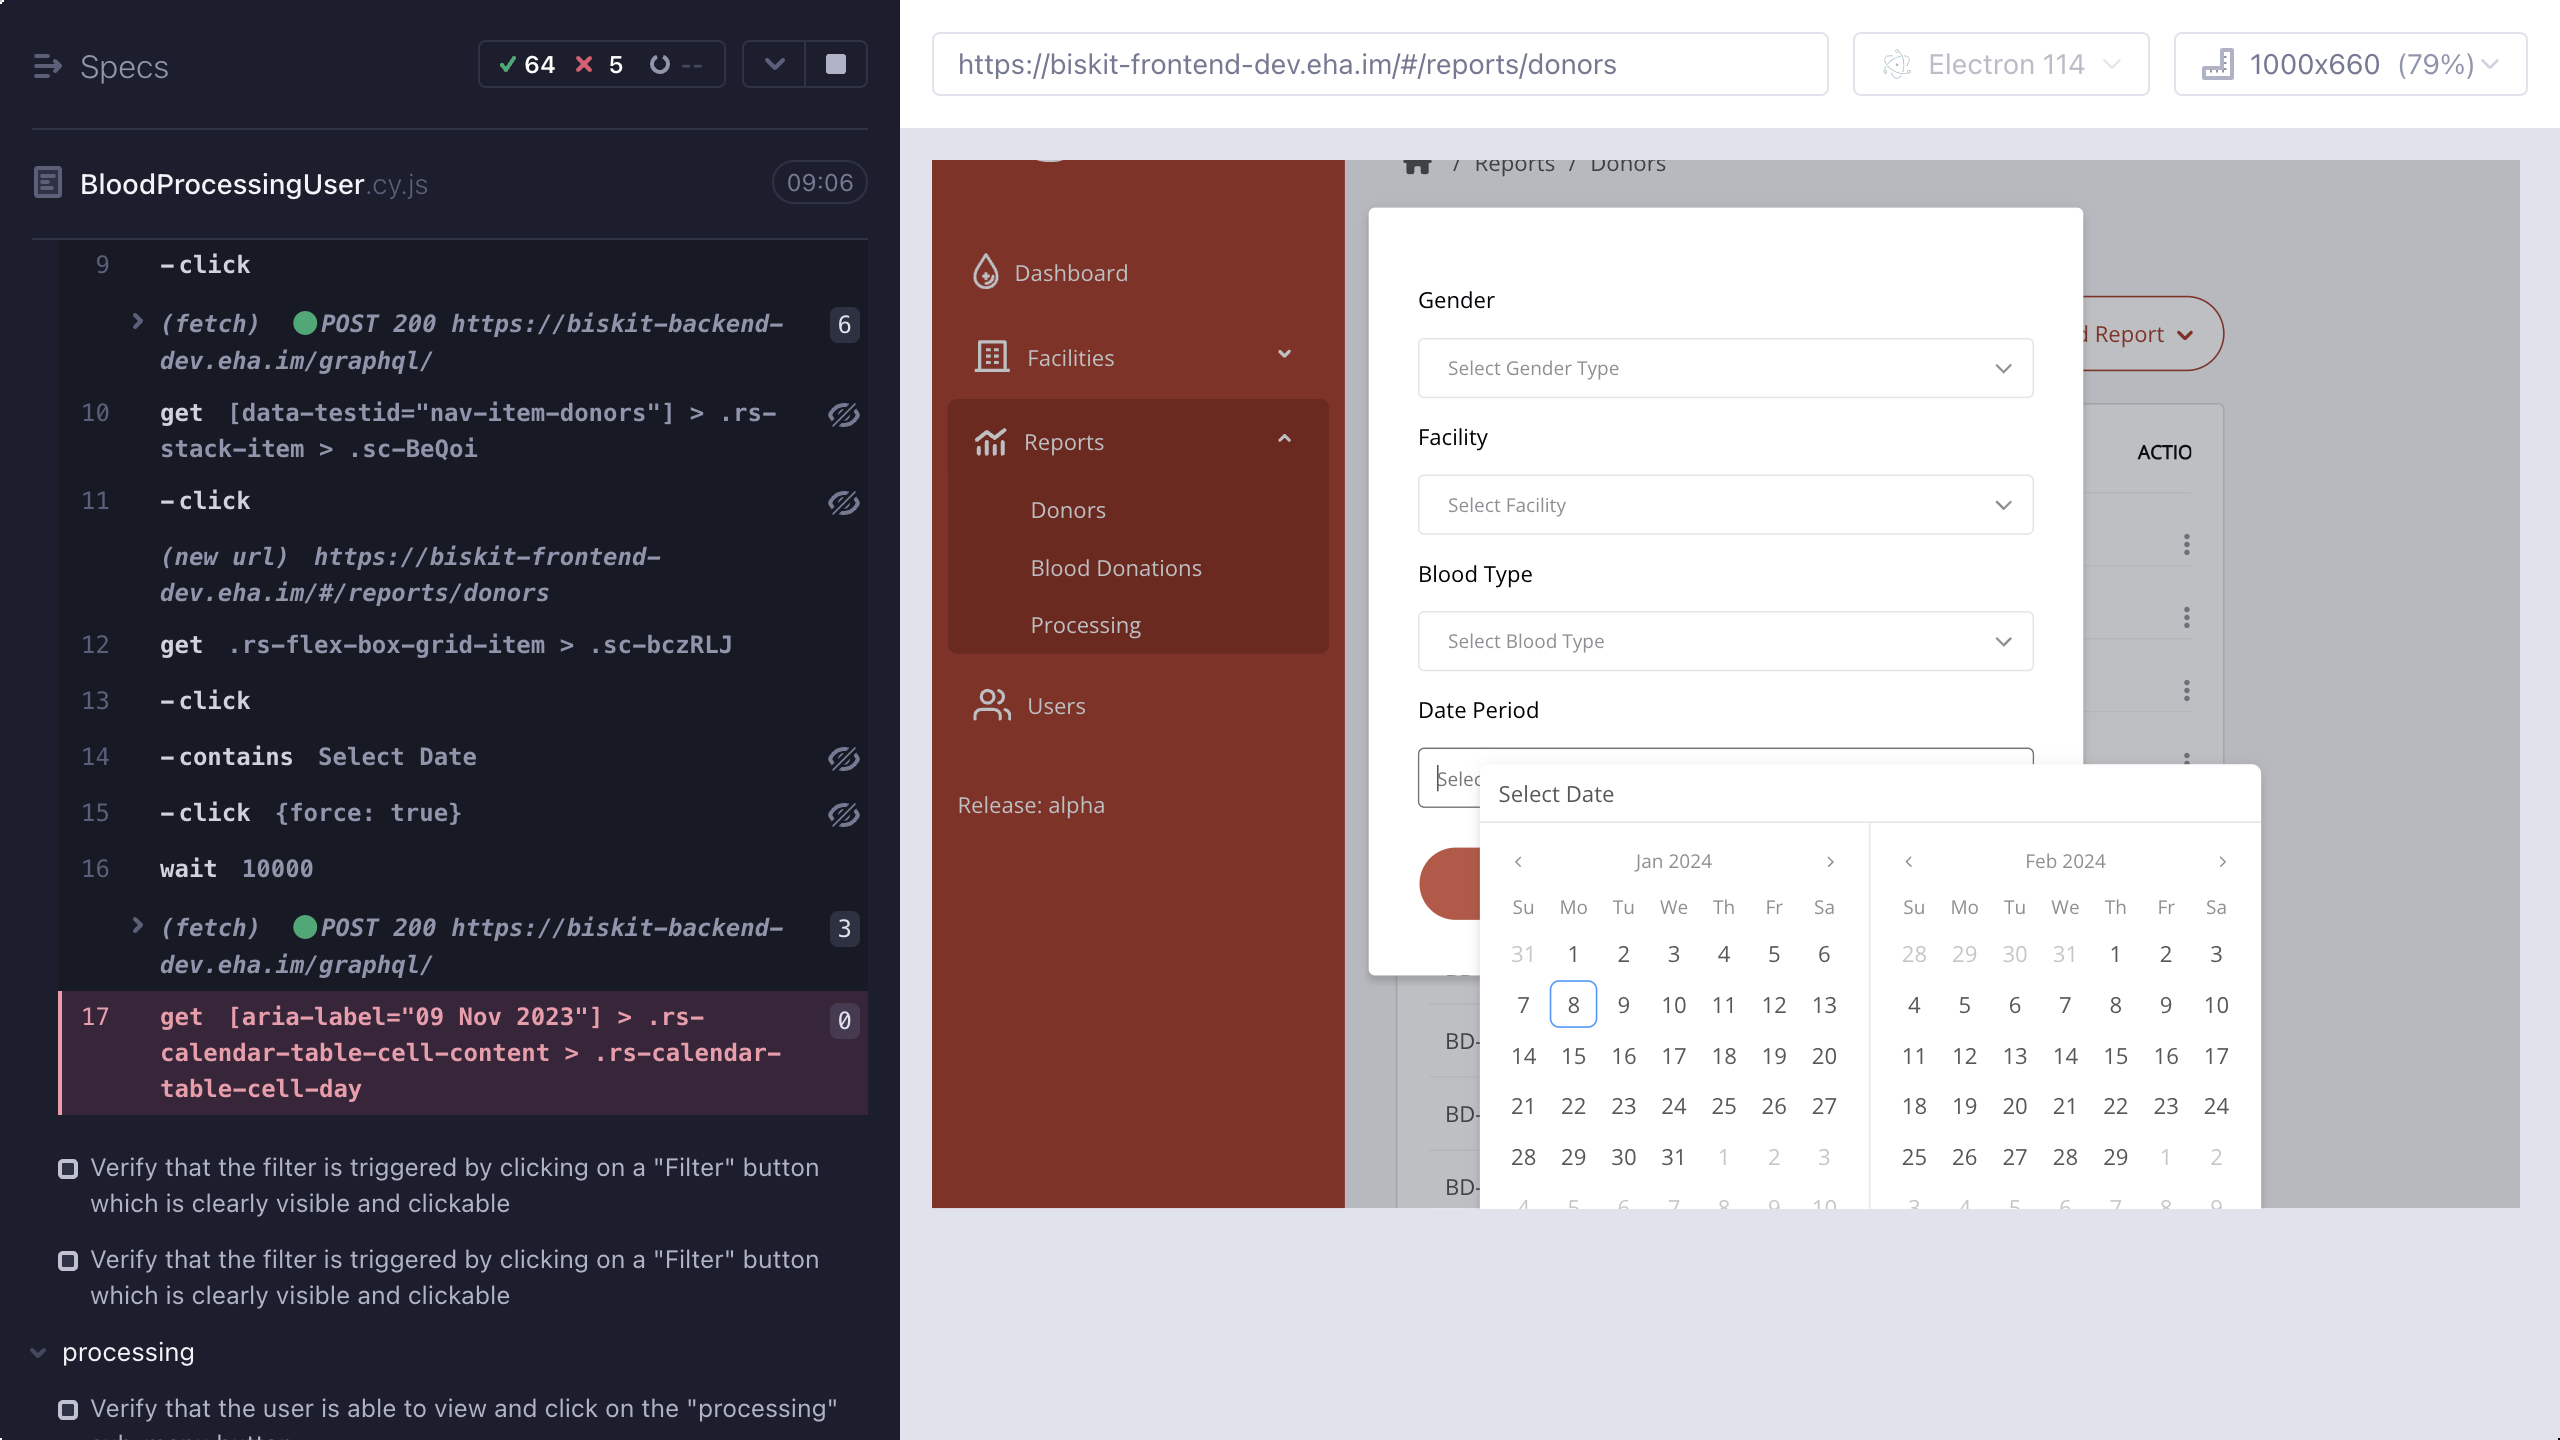 Specs
64 5 --
BloodProcessingUser.cy.js 09:06
9 -click
(fetch) POST 200 https://biskit-backend- 6
dev.eha.im/graphql/
10 get [data-testid="nav-item-donors"] > .rs-
stack-item > .sc-BeQoi
11 -click
(new url) https://biskit-frontend-
dev.eha.im/#/reports/donors
12 get .rs-flex-box-grid-item > .sc-bczRLJ
13 -click
14 -contains Select Date
15 -click {force: true}
16 wait 10000
(fetch) POST 200 https://biskit-backend- 3
dev.eha.im/graphql/
17 get [aria-label="09 Nov 2023"] > .rs- 0
calendar-table-cell-content > .rs-calendar-
table-cell-day
Verify that the filter is triggered by clicking on a "Filter" button
which is clearly visible and clickable
Verify that the filter is triggered by clicking on a "Filter" button
which is clearly visible and clickable
processing
Verify that the user is able to view and click on the "processing"
https://biskit-frontend-dev.eha.im/#/reports/donors
Electron 114
1000x660 (79%)
Dashboard
Facilities
Reports
Donors
Blood Donations
Processing
Users
Release: alpha
/ Reports / Donors
Gender
Select Gender Type
Facility
Select Facility
Blood Type
Select Blood Type
Date Period
Selec
d Report
ACTIO
BD-
BD-
BD-
Select Date
Jan 2024
Su Mo Tu We Th Fr Sa
31 1 2 3 4 5 6
7 8 9 10 11 12 13
14 15 16 17 18 19 20
21 22 23 24 25 26 27
28 29 30 31 1 2 3
4 5 6 7 8 9 10
Feb 2024
Su Mo Tu We Th Fr Sa
28 29 30 31 1 2 3
4 5 6 7 8 9 10
11 12 13 14 15 16 17
18 19 20 21 22 23 24
25 26 27 28 29 1 2
3 4 5 6 7 8 9